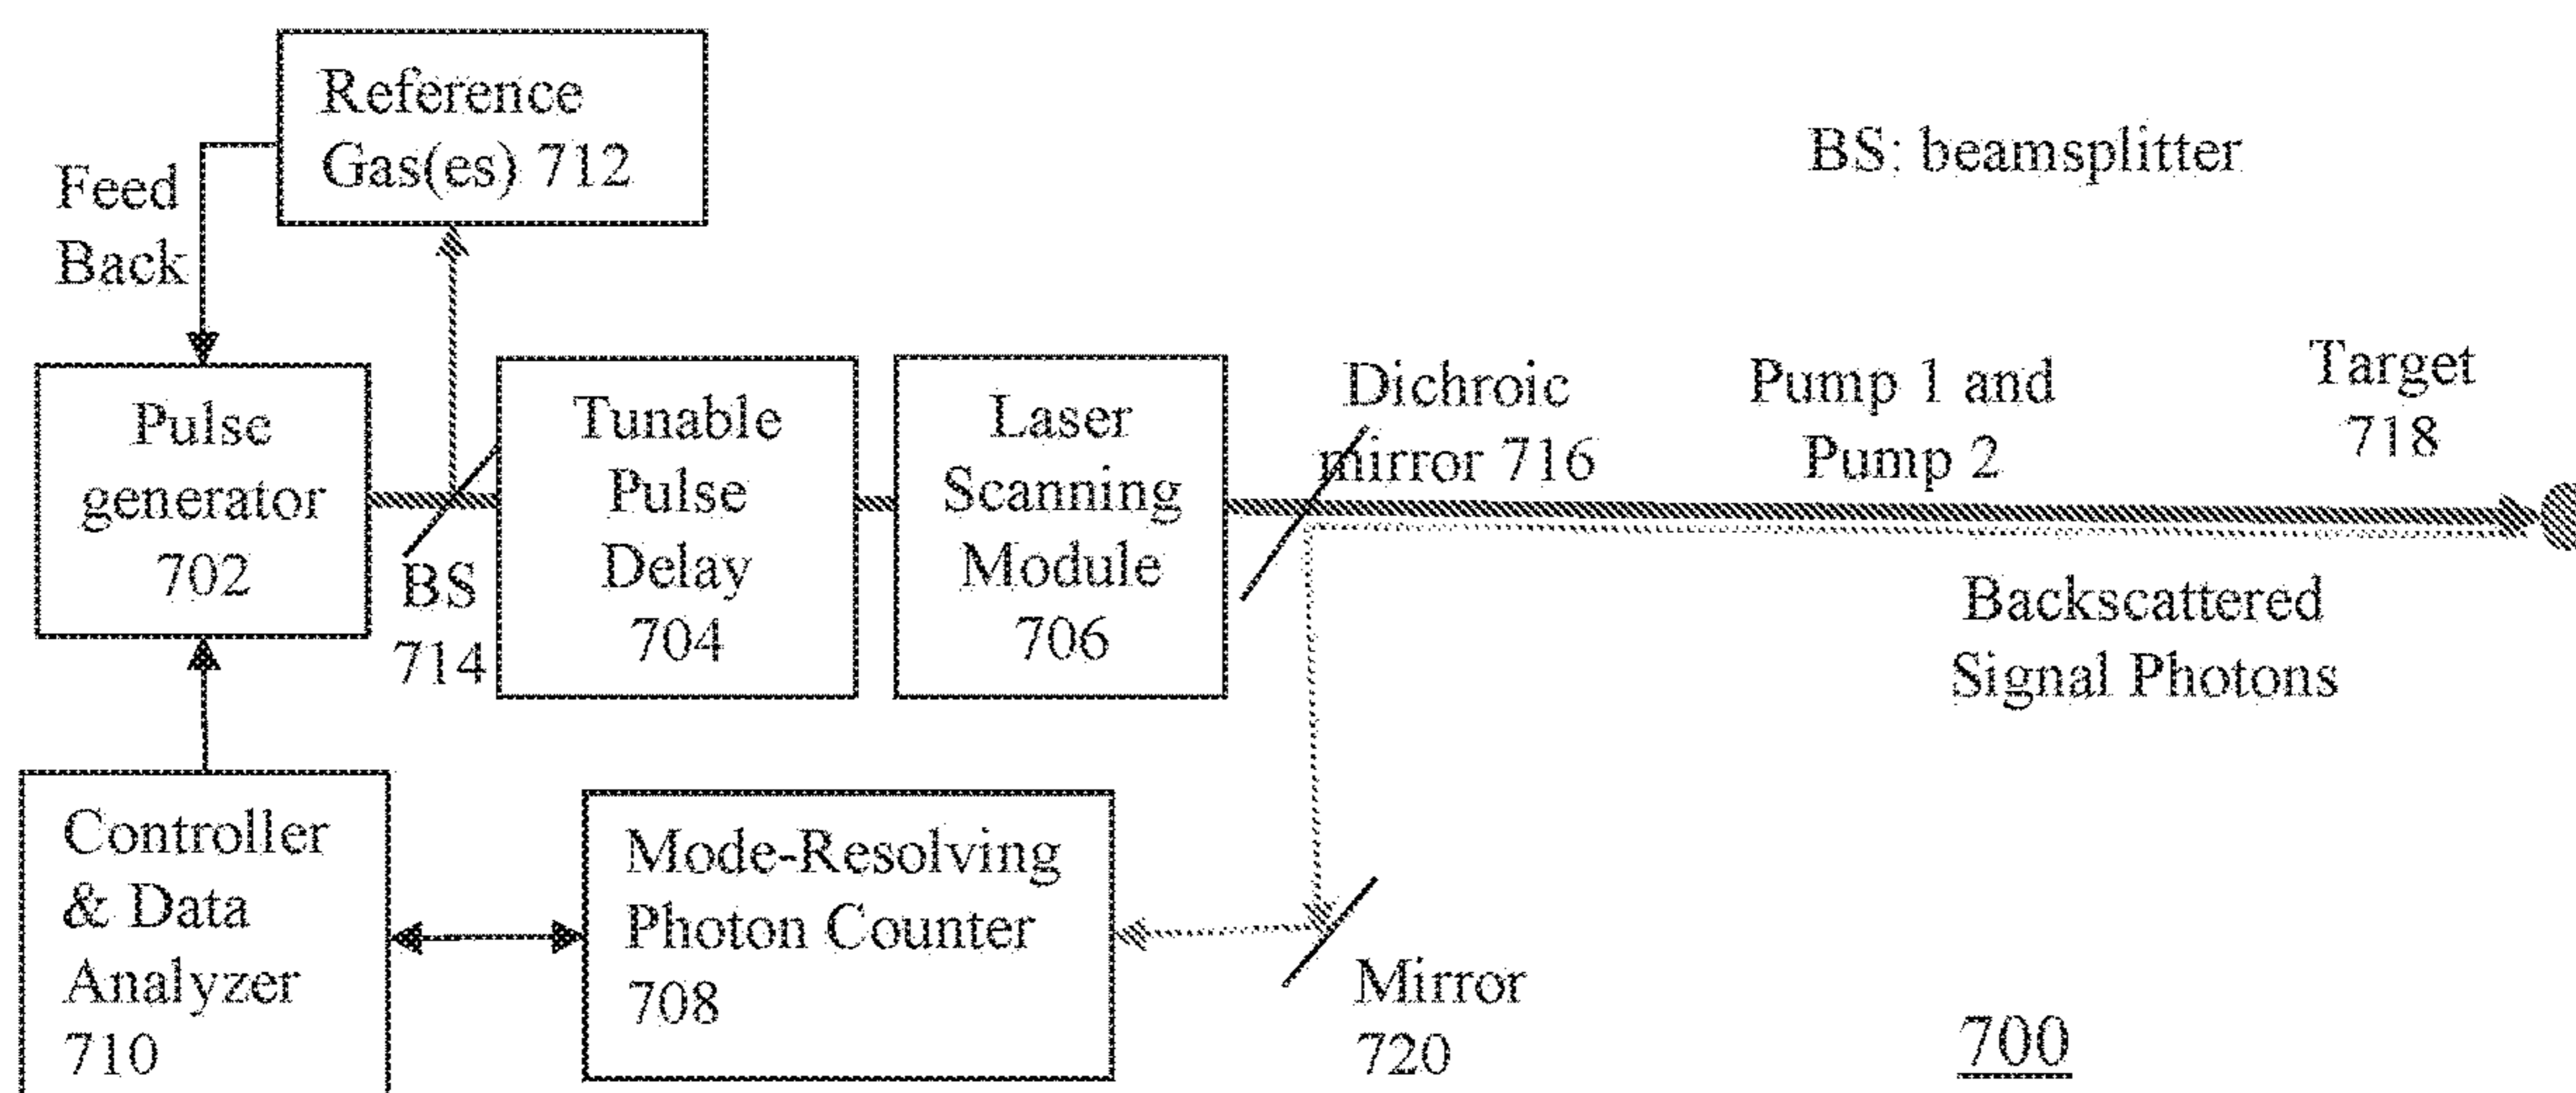 Reference
Gas(es) 712
BS: beamsplitter
Feed
Back
Pulse
generator
702
BS
714
Tunable
Pulse
Delay
704
Laser
Scanning
Module
706
Dichroic
mirror 716
Pump 1 and
Pump 2
Target
718
Backscattered
Signal Photons
Controller
& Data
Analyzer
710
Mode-Resolving
Photon Counter
708
Mirror
720
700